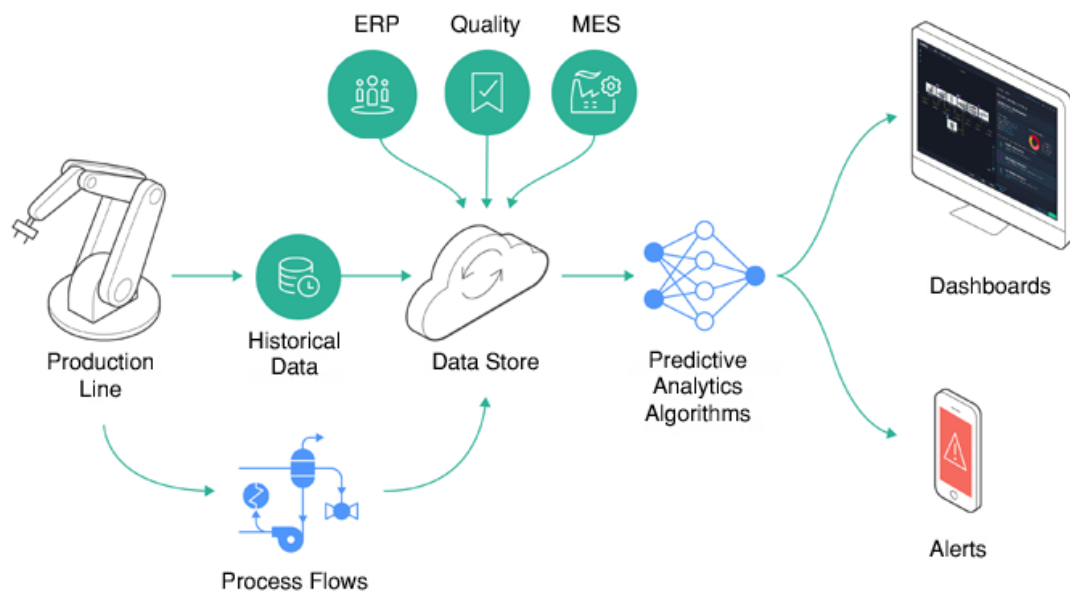 ERP
Quality
MES
Production
Line
Historical
Data
Data Store
Predictive
Analytics
Algorithms
Dashboards
Process Flows
Alerts